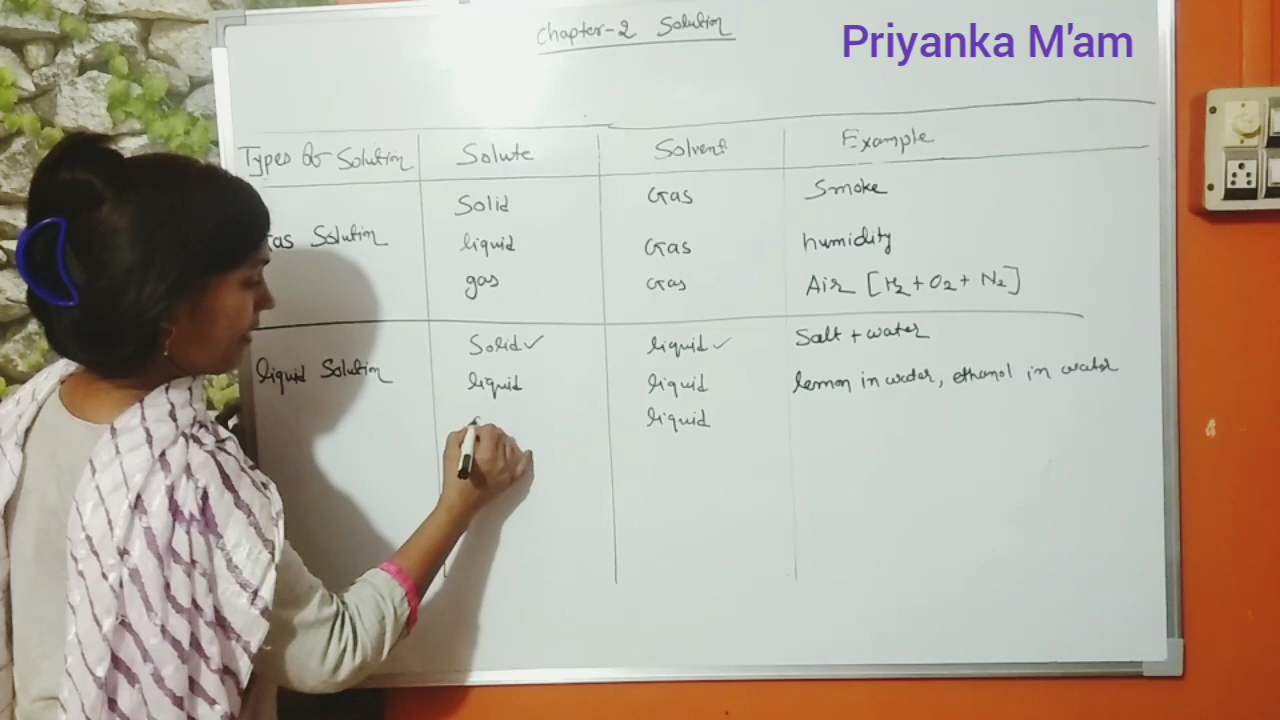 Chapter-2 Solution
Priyanka M'am
Types of Solution Solute Solvent Example
Solid Gas Smoke
Gas Solution liquid Gas humidity
gas Gas Air [H2 + O2 + N2]
Solid ✓ liquid ✓ Salt + water
liquid Solution liquid liquid lemon in water, ethanol in water
liquid